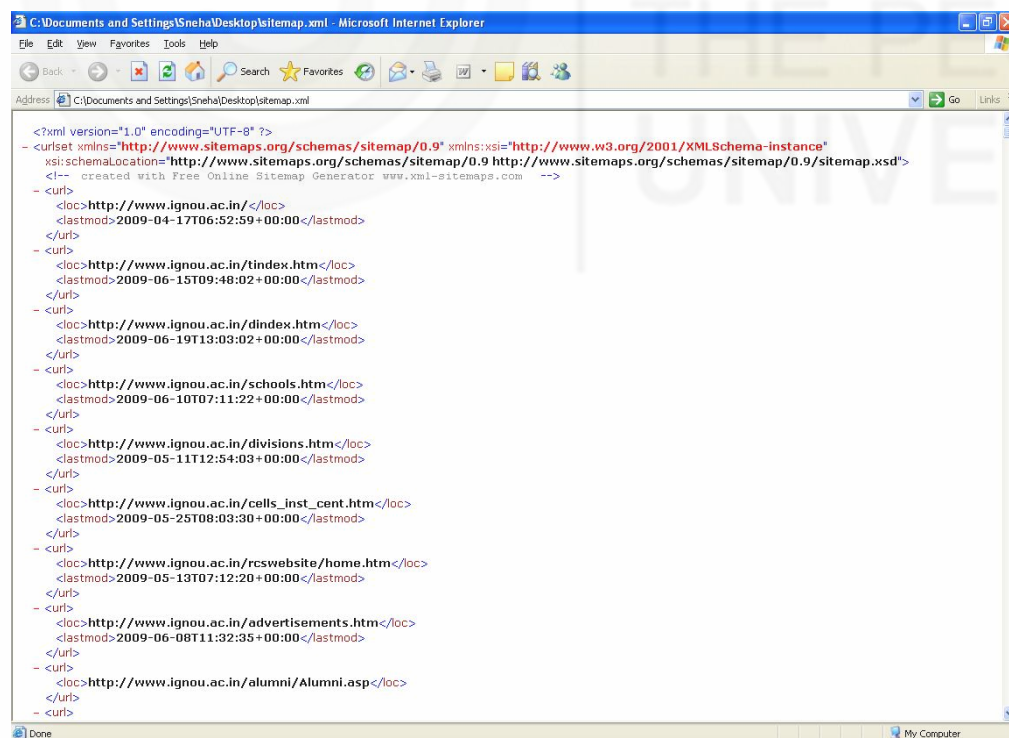 C:\Documents and Settings\Sneha\Desktop\sitemap.xml - Microsoft Internet Explorer
File Edit View Favorites Tools Help
Back Search Favorites
Address C:\Documents and Settings\Sneha\Desktop\sitemap.xml Go Links
<?xml version="1.0" encoding="UTF-8" ?>
- <urlset xmlns="http://www.sitemaps.org/schemas/sitemap/0.9" xmlns:xsi="http://www.w3.org/2001/XMLSchema-instance"
xsi:schemaLocation="http://www.sitemaps.org/schemas/sitemap/0.9 http://www.sitemaps.org/schemas/sitemap/0.9/sitemap.xsd">
<!-- created with Free Online Sitemap Generator www.xml-sitemaps.com -->
- <url>
<loc>http://www.ignou.ac.in/</loc>
<lastmod>2009-04-17T06:52:59+00:00</lastmod>
</url>
- <url>
<loc>http://www.ignou.ac.in/tindex.htm</loc>
<lastmod>2009-06-15T09:48:02+00:00</lastmod>
</url>
- <url>
<loc>http://www.ignou.ac.in/dindex.htm</loc>
<lastmod>2009-06-19T13:03:02+00:00</lastmod>
</url>
- <url>
<loc>http://www.ignou.ac.in/schools.htm</loc>
<lastmod>2009-06-10T07:11:22+00:00</lastmod>
</url>
- <url>
<loc>http://www.ignou.ac.in/divisions.htm</loc>
<lastmod>2009-05-11T12:54:03+00:00</lastmod>
</url>
- <url>
<loc>http://www.ignou.ac.in/cells_inst_cent.htm</loc>
<lastmod>2009-05-25T08:03:30+00:00</lastmod>
</url>
- <url>
<loc>http://www.ignou.ac.in/rcswebsite/home.htm</loc>
<lastmod>2009-05-13T07:12:20+00:00</lastmod>
</url>
- <url>
<loc>http://www.ignou.ac.in/advertisements.htm</loc>
<lastmod>2009-06-08T11:32:35+00:00</lastmod>
</url>
- <url>
<loc>http://www.ignou.ac.in/alumni/Alumni.asp</loc>
</url>
- <url>
Done My Computer
THE PE
UNIVE